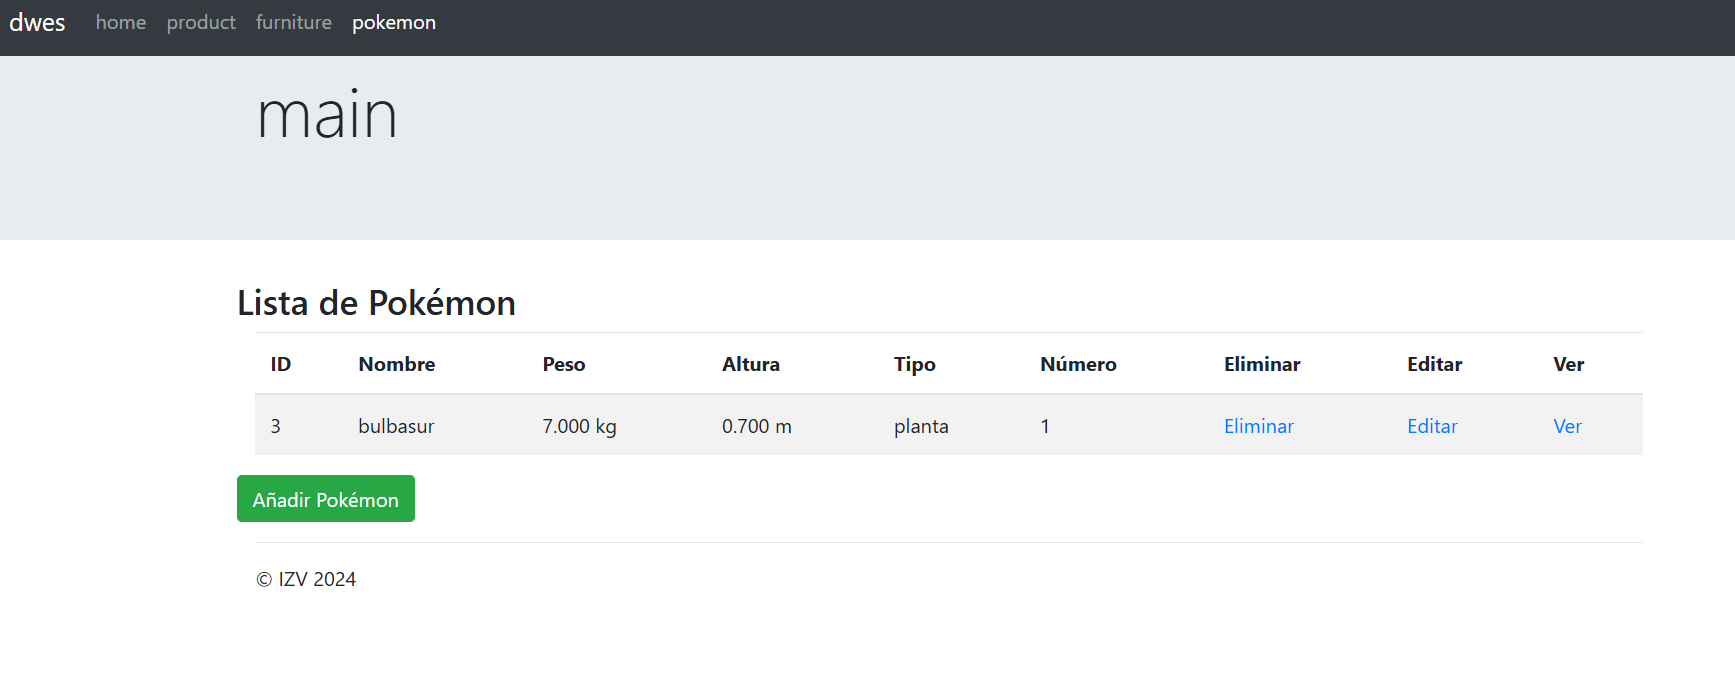 dwes home product furniture pokemon
main
Lista de Pokémon
ID Nombre Peso Altura Tipo Número Eliminar Editar Ver
3 bulbasur 7.000 kg 0.700 m planta 1 Eliminar Editar Ver
Añadir Pokémon
© IZV 2024